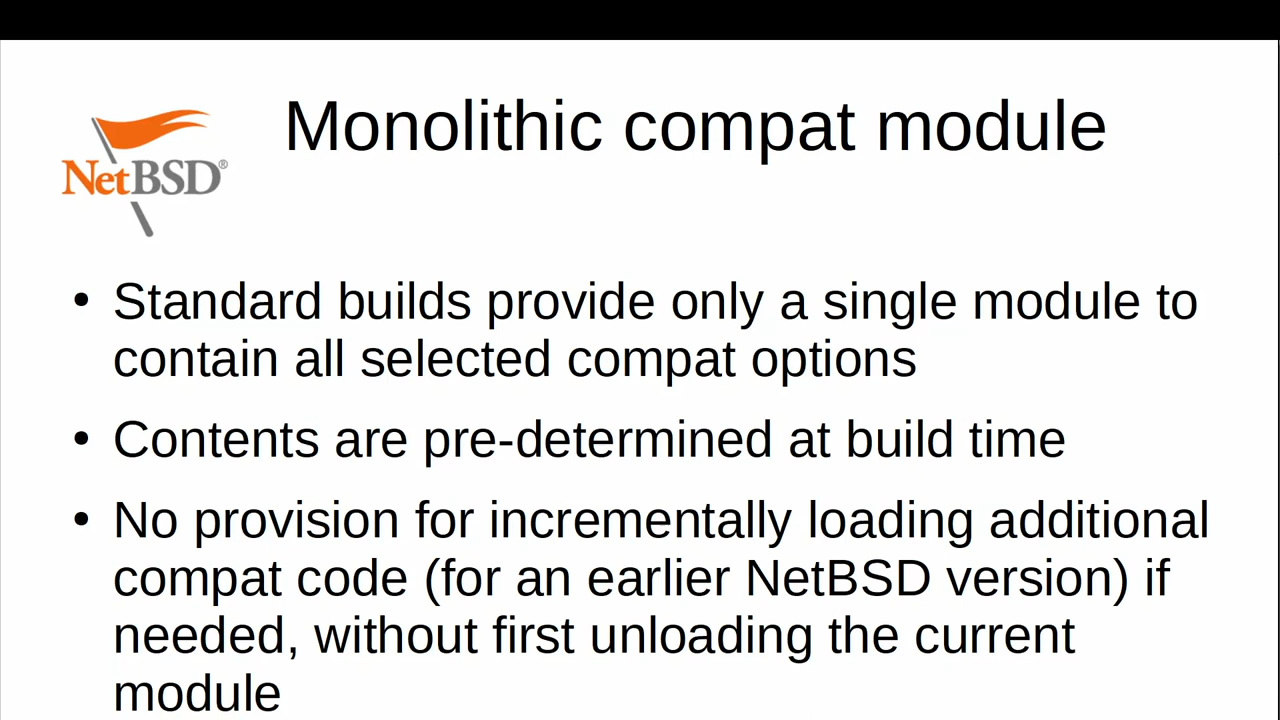 Monolithic compat module
NetBSD®
• Standard builds provide only a single module to
contain all selected compat options
• Contents are pre-determined at build time
• No provision for incrementally loading additional
compat code (for an earlier NetBSD version) if
needed, without first unloading the current
module